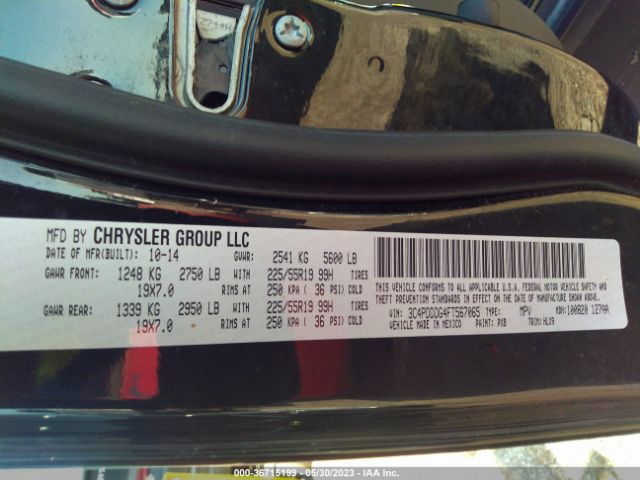 MFD BY CHRYSLER GROUP LLC
DATE OF MFR(BUILT): 10-14 GVWR: 2541 KG 5600 LB
GAWR FRONT: 1248 KG 2750 LB WITH 225/55R19 99H TIRES
19X7.0 RIMS AT 250 KPA ( 36 PSI) COLD
GAWR REAR: 1339 KG 2950 LB WITH 225/55R19 99H TIRES
19X7.0 RIMS AT 250 KPA ( 36 PSI) COLD
THIS VEHICLE CONFORMS TO ALL APPLICABLE U.S.A. FEDERAL MOTOR VEHICLE SAFETY AND
THEFT PREVENTION STANDARDS IN EFFECT ON THE DATE OF MANUFACTURE SHOWN ABOVE.
VIN: 3C4PDDDG4FT567065 TYPE: MPV MDH: 100820 1279A
MADE IN MEXICO PAINT: PXB TRIM: HLX9
000-36715199 — 05/30/2023 — IAA Inc.